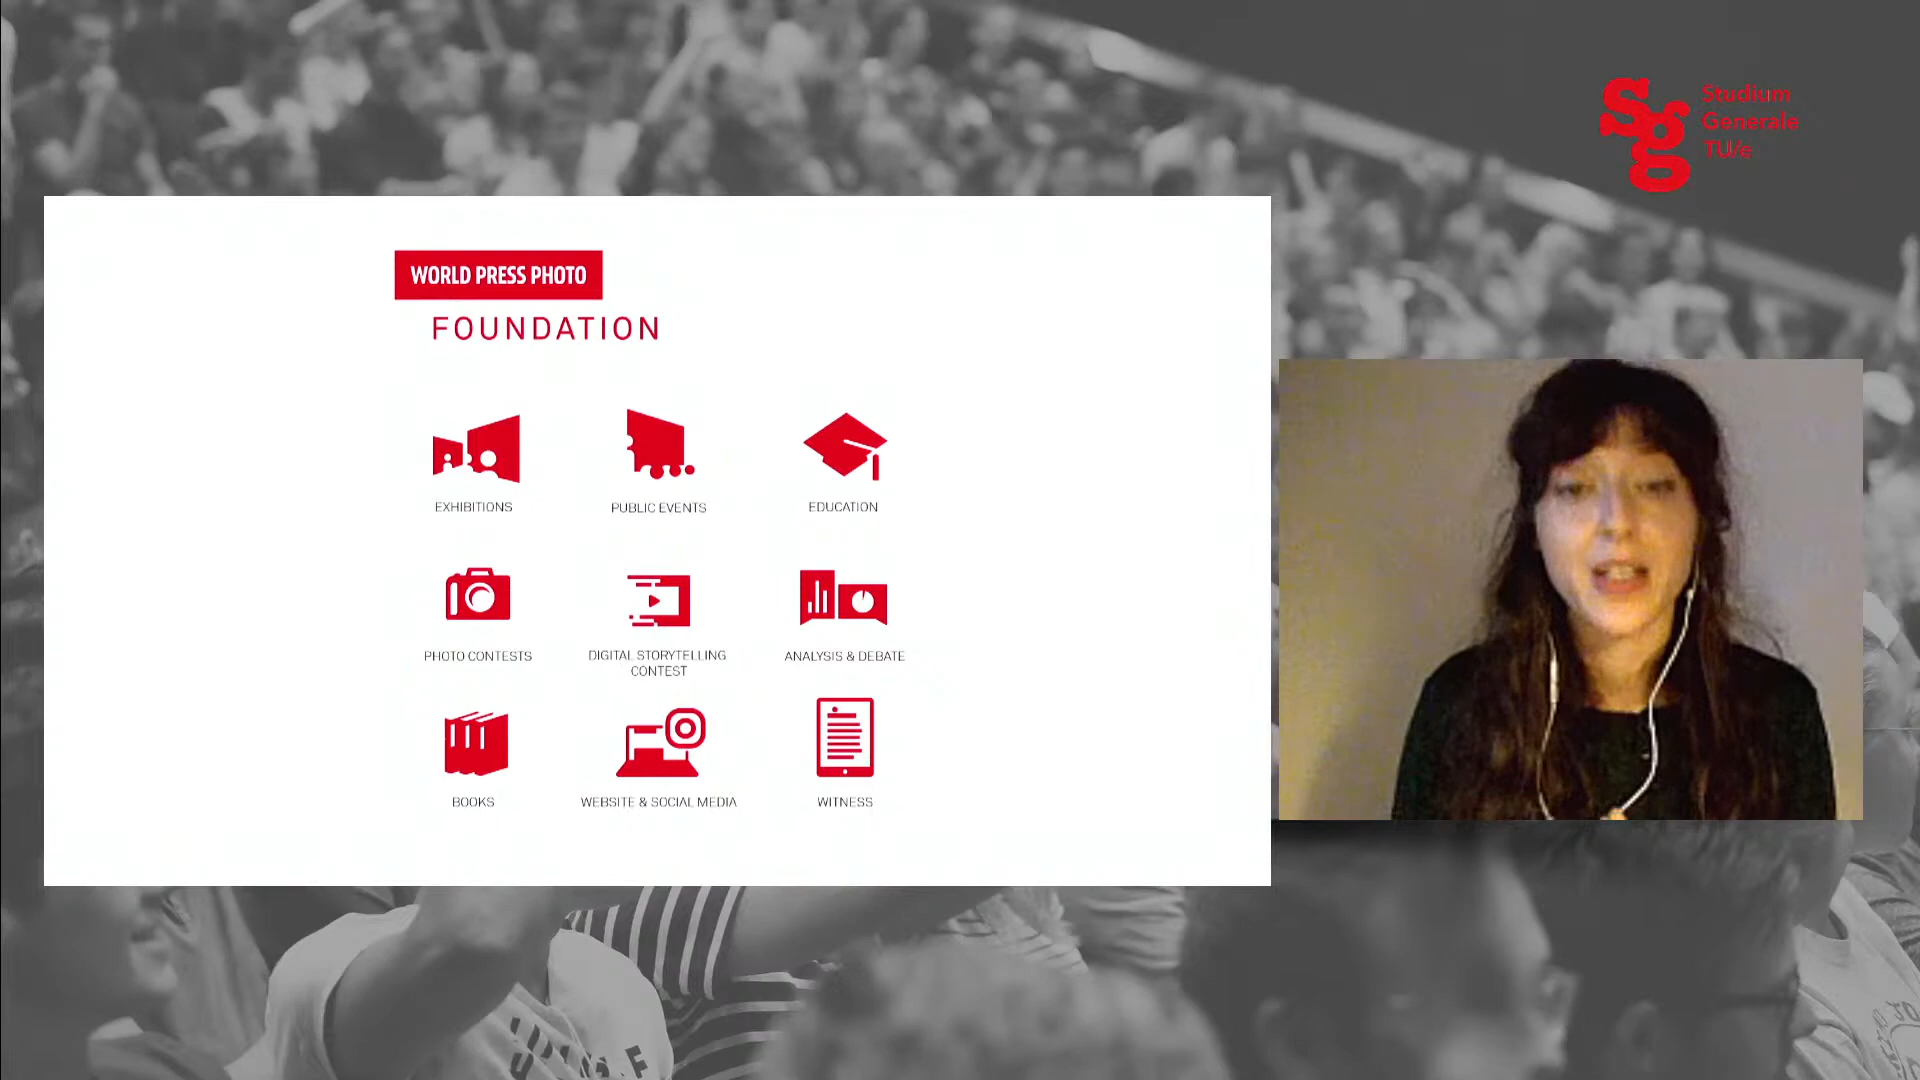 Studium
Generale
TU/e
WORLD PRESS PHOTO
FOUNDATION
EXHIBITIONS
PUBLIC EVENTS
EDUCATION
PHOTO CONTESTS
DIGITAL STORYTELLING
CONTEST
ANALYSIS & DEBATE
BOOKS
WEBSITE & SOCIAL MEDIA
WITNESS